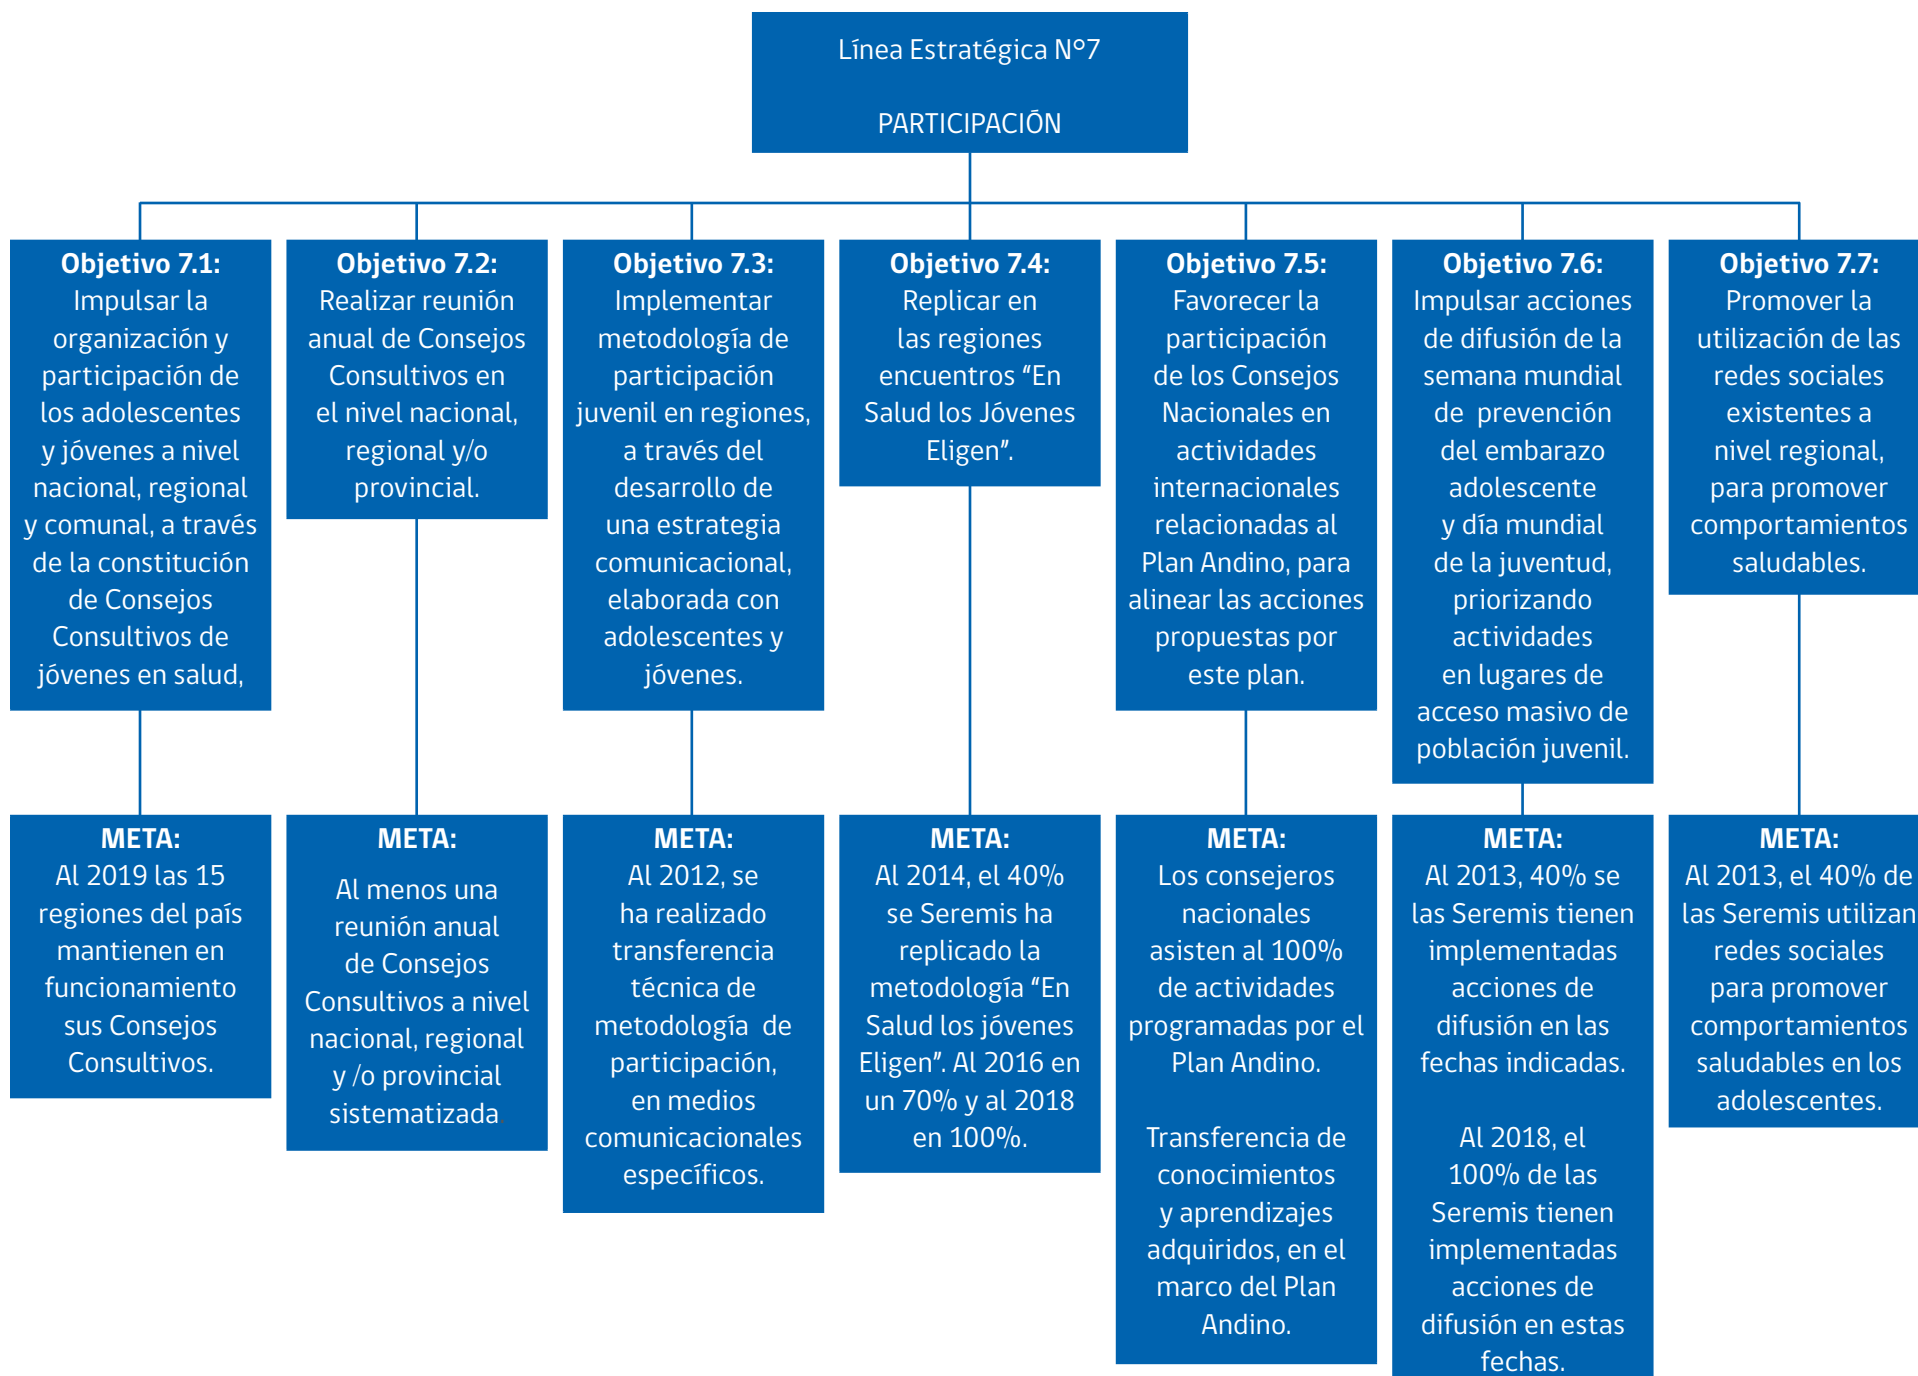 Línea Estratégica N°7
PARTICIPACIÓN
Objetivo 7.1:
Impulsar la
organización y
participación de
los adolescentes
y jóvenes a nivel
nacional, regional
y comunal, a través
de la constitución
de Consejos
Consultivos de
jóvenes en salud,
Objetivo 7.2:
Realizar reunión
anual de Consejos
Consultivos en
el nivel nacional,
regional y/o
provincial.
Objetivo 7.3:
Implementar
metodología de
participación
juvenil en regiones,
a través del
desarrollo de
una estrategia
comunicacional,
elaborada con
adolescentes y
jóvenes.
Objetivo 7.4:
Replicar en
las regiones
encuentros "En
Salud los Jóvenes
Eligen".
Objetivo 7.5:
Favorecer la
participación
de los Consejos
Nacionales en
actividades
internacionales
relacionadas al
Plan Andino, para
alinear las acciones
propuestas por
este plan.
Objetivo 7.6:
Impulsar acciones
de difusión de la
semana mundial
de prevención
del embarazo
adolescente
y día mundial
de la juventud,
priorizando
actividades
en lugares de
acceso masivo de
población juvenil.
Objetivo 7.7:
Promover la
utilización de las
redes sociales
existentes a
nivel regional,
para promover
comportamientos
saludables.
META:
Al 2019 las 15
regiones del país
mantienen en
funcionamiento
sus Consejos
Consultivos.
META:
Al menos una
reunión anual
de Consejos
Consultivos a nivel
nacional, regional
y /o provincial
sistematizada
META:
Al 2012, se
ha realizado
transferencia
técnica de
metodología de
participación,
en medios
comunicacionales
específicos.
META:
Al 2014, el 40%
se Seremis ha
replicado la
metodología "En
Salud los jóvenes
Eligen". Al 2016 en
un 70% y al 2018
en 100%.
META:
Los consejeros
nacionales
asisten al 100%
de actividades
programadas por el
Plan Andino.
Transferencia de
conocimientos
y aprendizajes
adquiridos, en el
marco del Plan
Andino.
META:
Al 2013, 40% se
las Seremis tienen
implementadas
acciones de
difusión en las
fechas indicadas.
Al 2018, el
100% de las
Seremis tienen
implementadas
acciones de
difusión en estas
fechas.
META:
Al 2013, el 40% de
las Seremis utilizan
redes sociales
para promover
comportamientos
saludables en los
adolescentes.